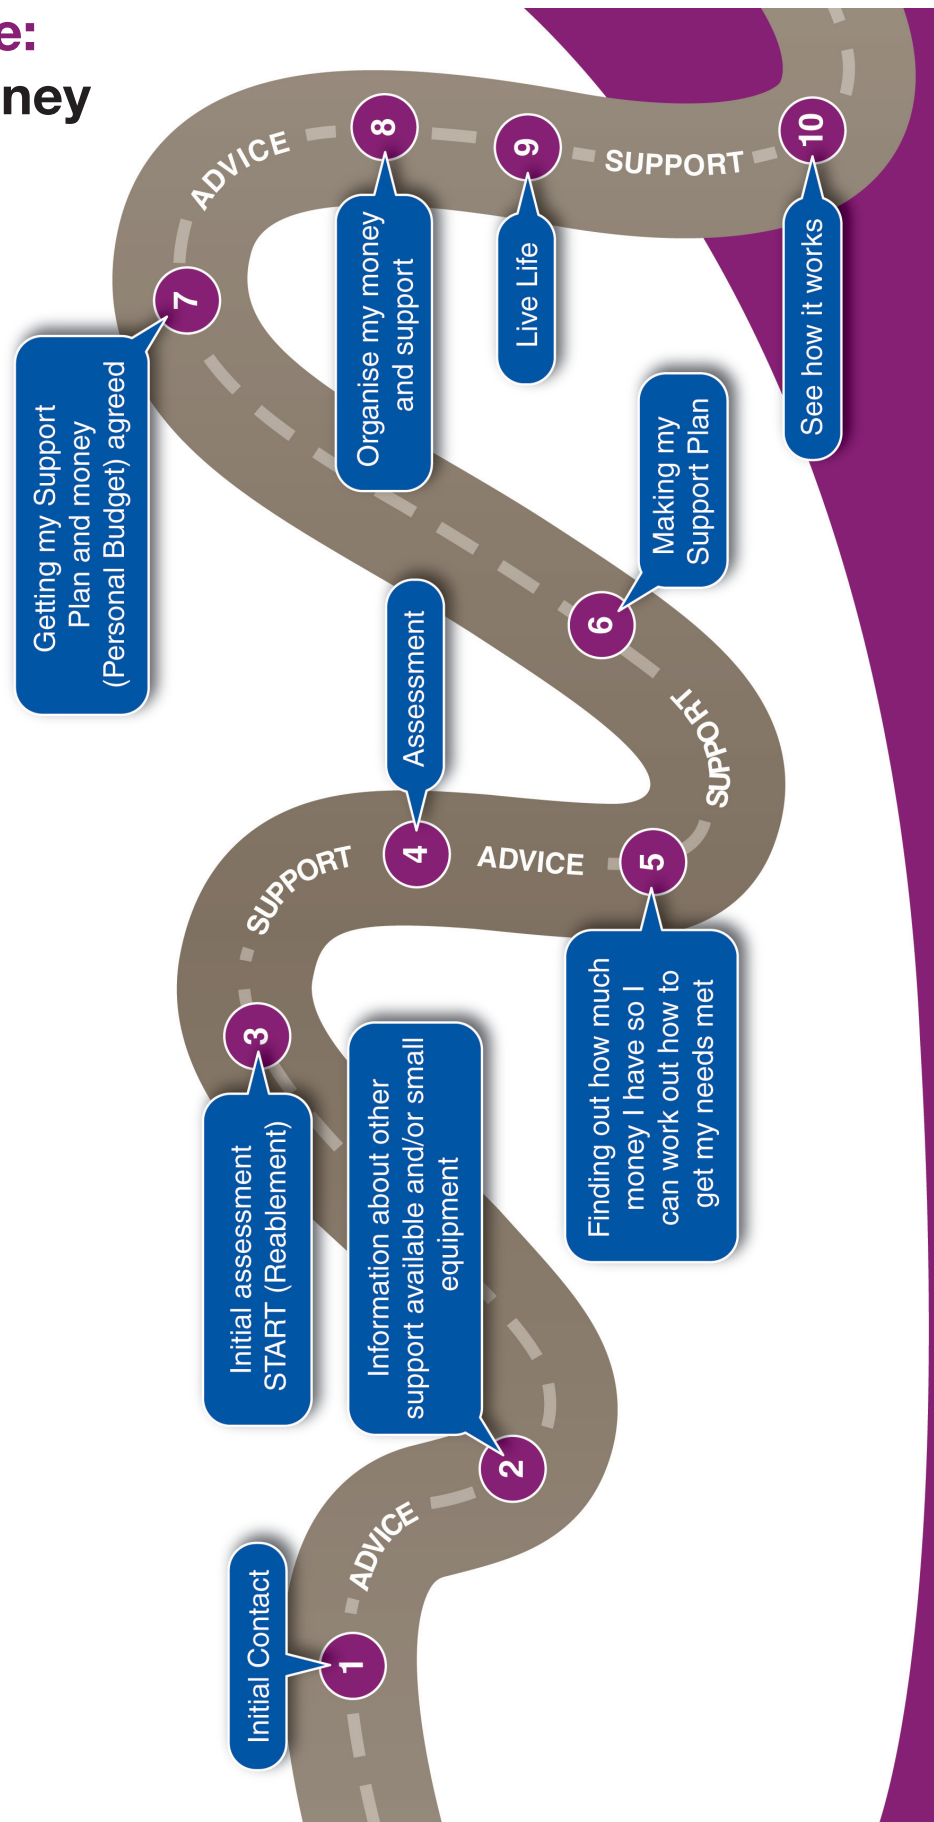 e:
ney
1
Initial Contact
ADVICE
2
Information about other
support available and/or small
equipment
3
Initial assessment
START (Reablement)
SUPPORT
4
Assessment
ADVICE
5
Finding out how much
money I have so I
can work out how to
get my needs met
SUPPORT
6
Making my
Support Plan
7
Getting my Support
Plan and money
(Personal Budget) agreed
ADVICE
8
Organise my money
and support
9
Live Life
SUPPORT
10
See how it works